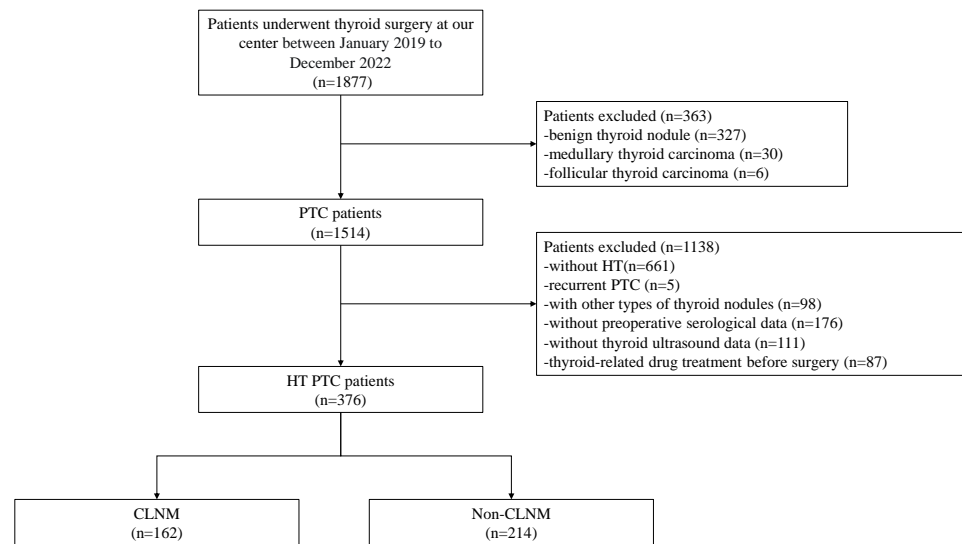 Patients underwent thyroid surgery at our
center between January 2019 to
December 2022
(n=1877)
Patients excluded (n=363)
-benign thyroid nodule (n=327)
-medullary thyroid carcinoma (n=30)
-follicular thyroid carcinoma (n=6)
PTC patients
(n=1514)
Patients excluded (n=1138)
-without HT(n=661)
-recurrent PTC (n=5)
-with other types of thyroid nodules (n=98)
-without preoperative serological data (n=176)
-without thyroid ultrasound data (n=111)
-thyroid-related drug treatment before surgery (n=87)
HT PTC patients
(n=376)
CLNM
(n=162)
Non-CLNM
(n=214)